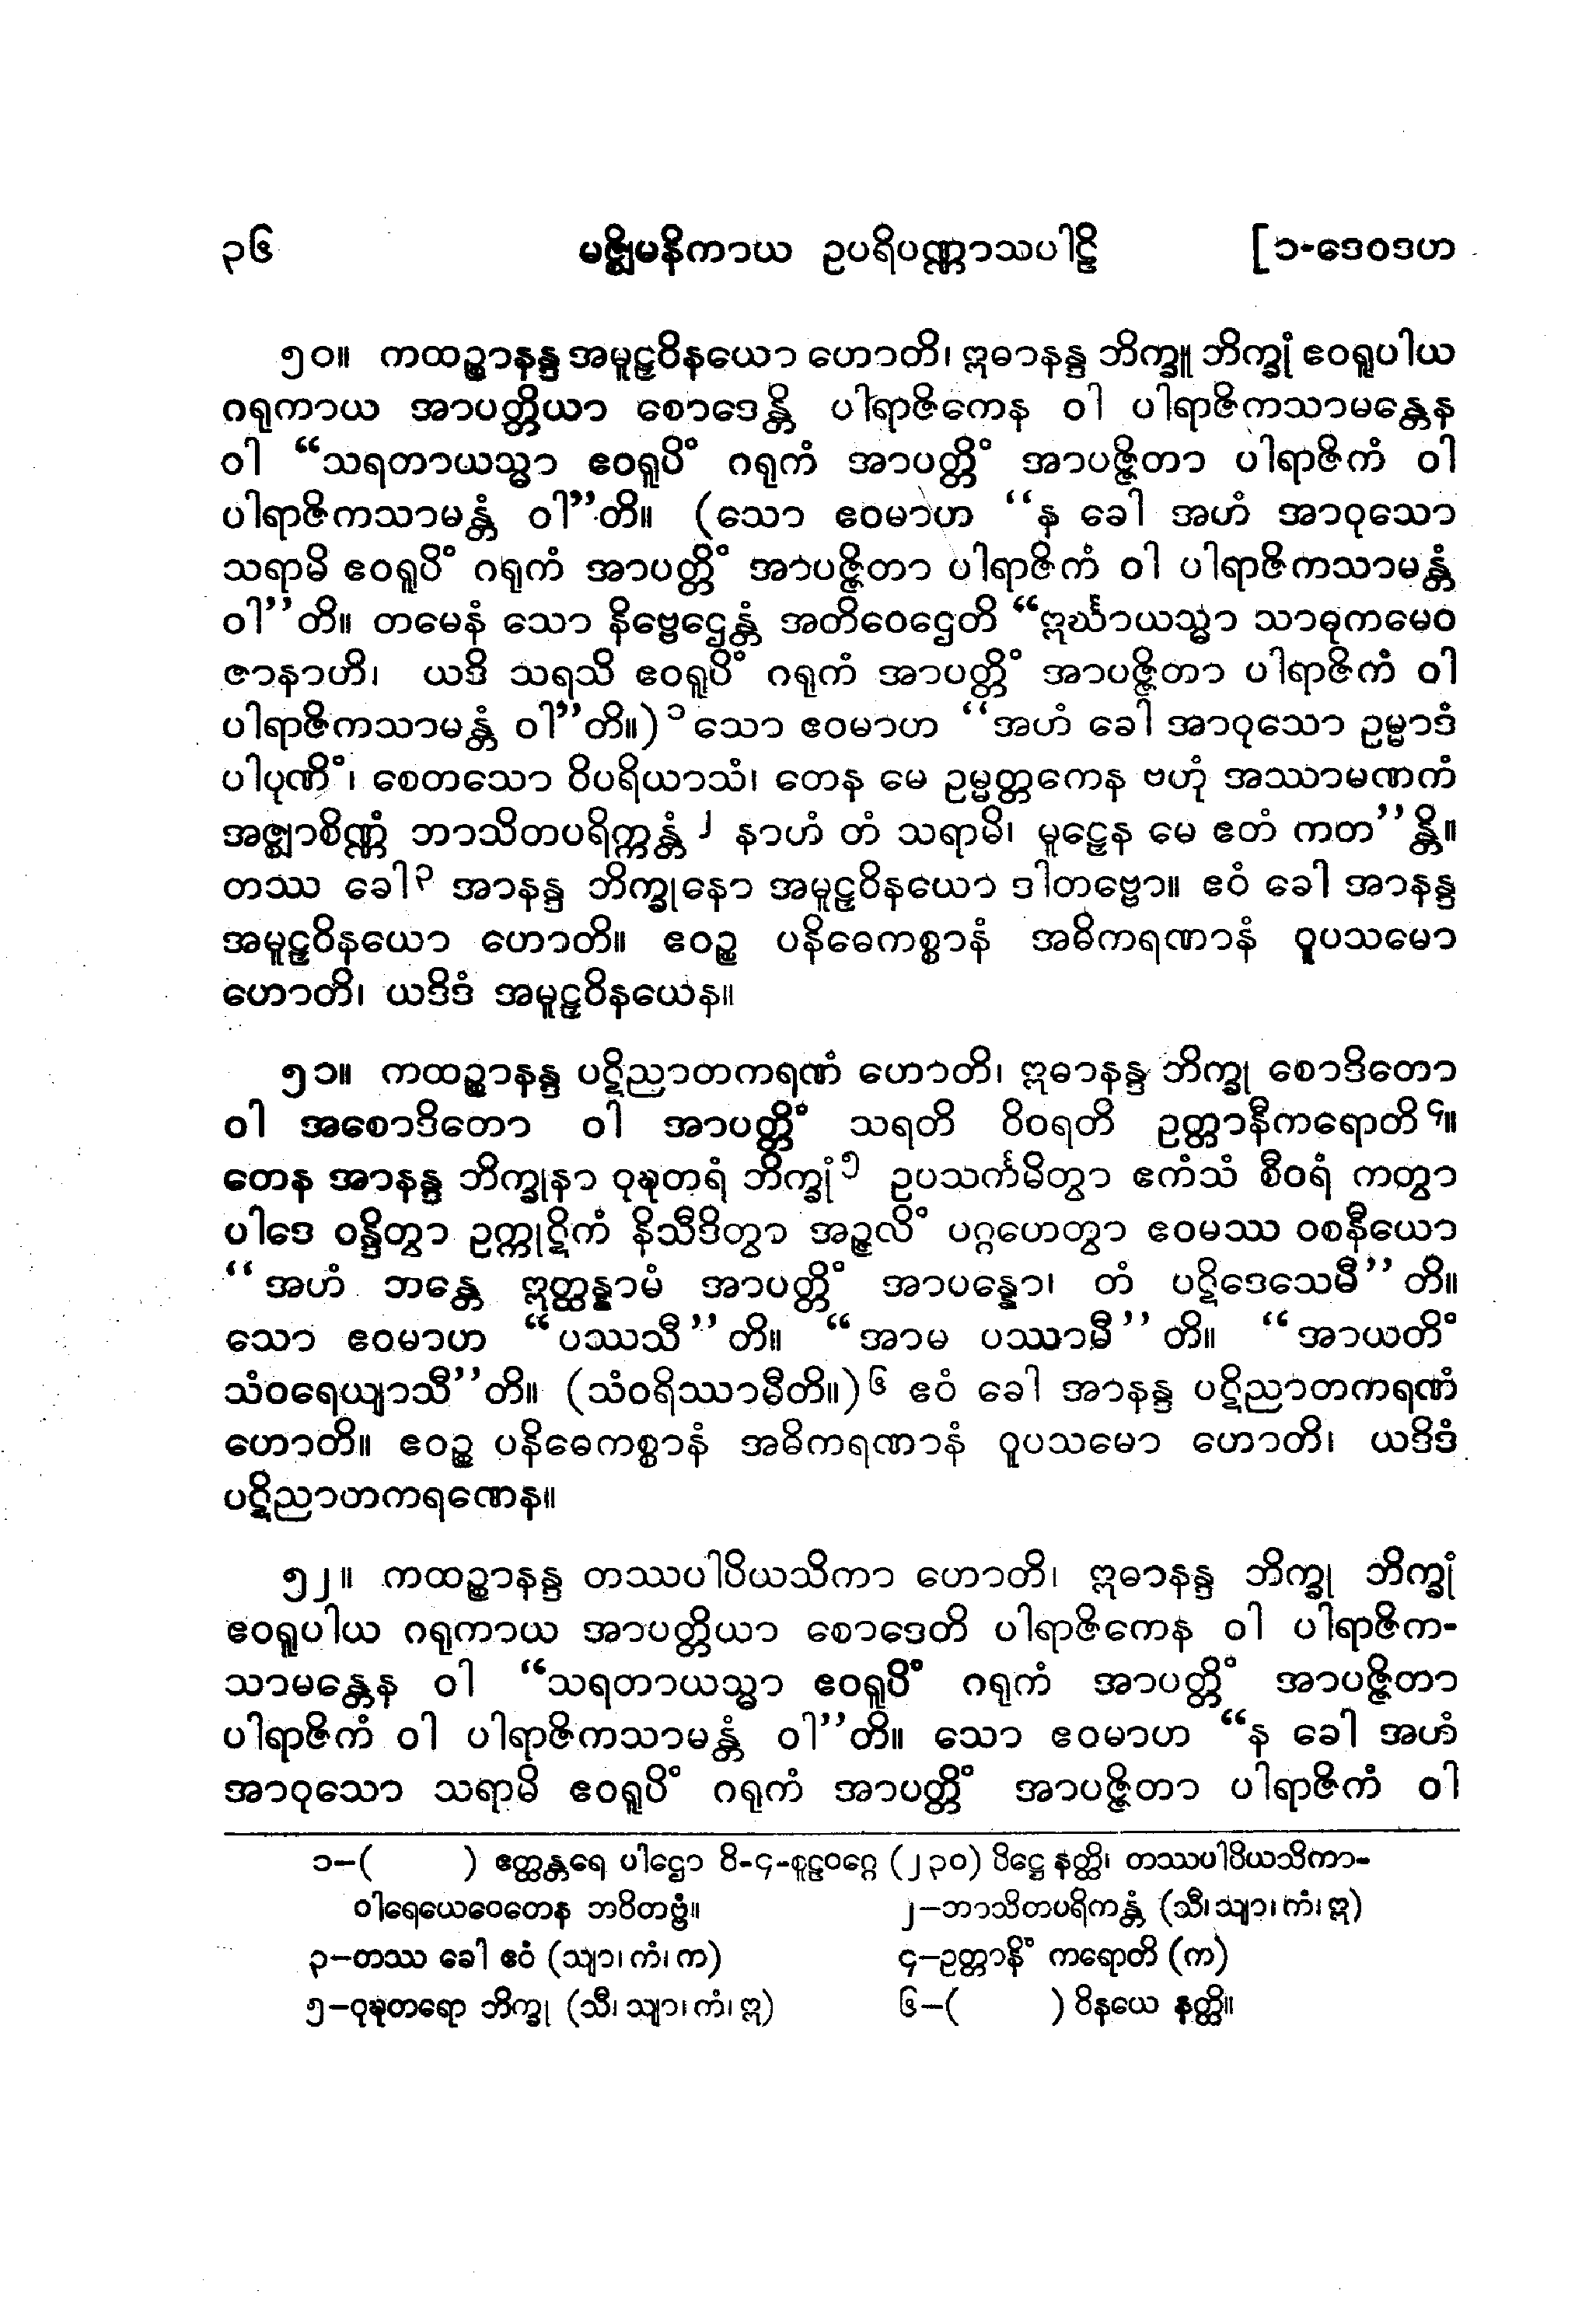 ၃၆ မဇ္ဈိမနိကာယ ဥပရိပဏ္ဏာသပါဠိ [၁-ဒေဝဒဟ
၅၀။ ကထဉ္စာနန္ဒ အမူဠှဝိနယော ဟောတိ၊ ဣဓာနန္ဒ ဘိက္ခူ ဘိက္ခုံ ဧဝရူပါယ
ဂရုကာယ အာပတ္တိယာ စောဒေန္တိ ပါရာဇိကေန ဝါ ပါရာဇိကသာမန္တေန
ဝါ “သရတာယသ္မာ ဧဝရူပိံ ဂရုကံ အာပတ္တိံ အာပဇ္ဇိတာ ပါရာဇိကံ ဝါ
ပါရာဇိကသာမန္တံ ဝါ”တိ။ (သော ဧဝမာဟ “န ခေါ အဟံ အာဝုသော
သရာမိ ဧဝရူပိံ ဂရုကံ အာပတ္တိံ အာပဇ္ဇိတာ ပါရာဇိကံ ဝါ ပါရာဇိကသာမန္တံ
ဝါ”တိ။ တမေနံ သော နိဗ္ဗေဌေန္တံ အတိဝေဌေတိ “ဣင်္ဃာယသ္မာ သာဓုကမေဝ
ဇာနာဟိ၊ ယဒိ သရသိ ဧဝရူပိံ ဂရုကံ အာပတ္တိံ အာပဇ္ဇိတာ ပါရာဇိကံ ဝါ
ပါရာဇိကသာမန္တံ ဝါ”တိ။)၁ သော ဧဝမာဟ “အဟံ ခေါ အာဝုသော ဥမ္မာဒံ
ပါပုဏိံ၊ စေတသော ဝိပရိယာသံ၊ တေန မေ ဥမ္မတ္တကေန ဗဟုံ အဿာမဏကံ
အဇ္ဈာစိဏ္ဏံ ဘာသိတပရိက္ကန္တံ၂ နာဟံ တံ သရာမိ၊ မူဠှေန မေ ဧတံ ကတ”န္တိ။
တဿ ခေါ၃ အာနန္ဒ ဘိက္ခုနော အမူဠှဝိနယော ဒါတဗ္ဗော။ ဧဝံ ခေါ အာနန္ဒ
အမူဠှဝိနယော ဟောတိ။ ဧဝဉ္စ ပနိဓေကစ္စာနံ အဓိကရဏာနံ ဝူပသမော
ဟောတိ၊ ယဒိဒံ အမူဠှဝိနယေန။
၅၁။ ကထဉ္စာနန္ဒ ပဋိညာတကရဏံ ဟောတိ၊ ဣဓာနန္ဒ ဘိက္ခု စောဒိတော
ဝါ အစောဒိတော ဝါ အာပတ္တိံ သရတိ ဝိဝရတိ ဥတ္တာနီကရောတိ၄။
တေန အာနန္ဒ ဘိက္ခုနာ ဝုဍ္ဎတရံ ဘိက္ခုံ၅ ဥပသင်္ကမိတွာ ဧကံသံ စီဝရံ ကတွာ
ပါဒေ ဝန္ဒိတွာ ဥက္ကုဋိကံ နိသီဒိတွာ အဉ္ဇလိံ ပဂ္ဂဟေတွာ ဧဝမဿ ဝစနီယော
“အဟံ ဘန္တေ ဣတ္ထန္နာမံ အာပတ္တိံ အာပန္နော၊ တံ ပဋိဒေသေမီ”တိ။
သော ဧဝမာဟ “ပဿသီ”တိ။ “အာမ ပဿာမီ”တိ။ “အာယတိံ
သံဝရေယျာသီ”တိ။ (သံဝရိဿာမီတိ။)၆ ဧဝံ ခေါ အာနန္ဒ ပဋိညာတကရဏံ
ဟောတိ။ ဧဝဉ္စ ပနိဓေကစ္စာနံ အဓိကရဏာနံ ဝူပသမော ဟောတိ၊ ယဒိဒံ
ပဋိညာတကရဏေန။
၅၂။ ကထဉ္စာနန္ဒ တဿပါပိယသိကာ ဟောတိ၊ ဣဓာနန္ဒ ဘိက္ခု ဘိက္ခုံ
ဧဝရူပါယ ဂရုကာယ အာပတ္တိယာ စောဒေတိ ပါရာဇိကေန ဝါ ပါရာဇိက-
သာမန္တေန ဝါ “သရတာယသ္မာ ဧဝရူပိံ ဂရုကံ အာပတ္တိံ အာပဇ္ဇိတာ
ပါရာဇိကံ ဝါ ပါရာဇိကသာမန္တံ ဝါ”တိ။ သော ဧဝမာဟ “န ခေါ အဟံ
အာဝုသော သရာမိ ဧဝရူပိံ ဂရုကံ အာပတ္တိံ အာပဇ္ဇိတာ ပါရာဇိကံ ဝါ
၁–( ) ဧတ္ထန္တရေ ပါဌော ဝိ-၄-စူဠဝဂ္ဂေ (၂၃၀) ပိဋ္ဌေ နတ္ထိ၊ တဿပါပိယသိကာ-
ဝါရေယေဝေတေန ဘဝိတဗ္ဗံ။ ၂–ဘာသိတပရိကန္တံ (သီ၊ သျာ၊ ကံ၊ ဣ)
၃–တဿ ခေါ ဧဝံ (သျာ၊ ကံ၊ က) ၄–ဥတ္တာနိံ ကရောတိ (က)
၅–ဝုဍ္ဎတရော ဘိက္ခု (သီ၊ သျာ၊ ကံ၊ ဣ) ၆–( ) ဝိနယေ နတ္ထိ။